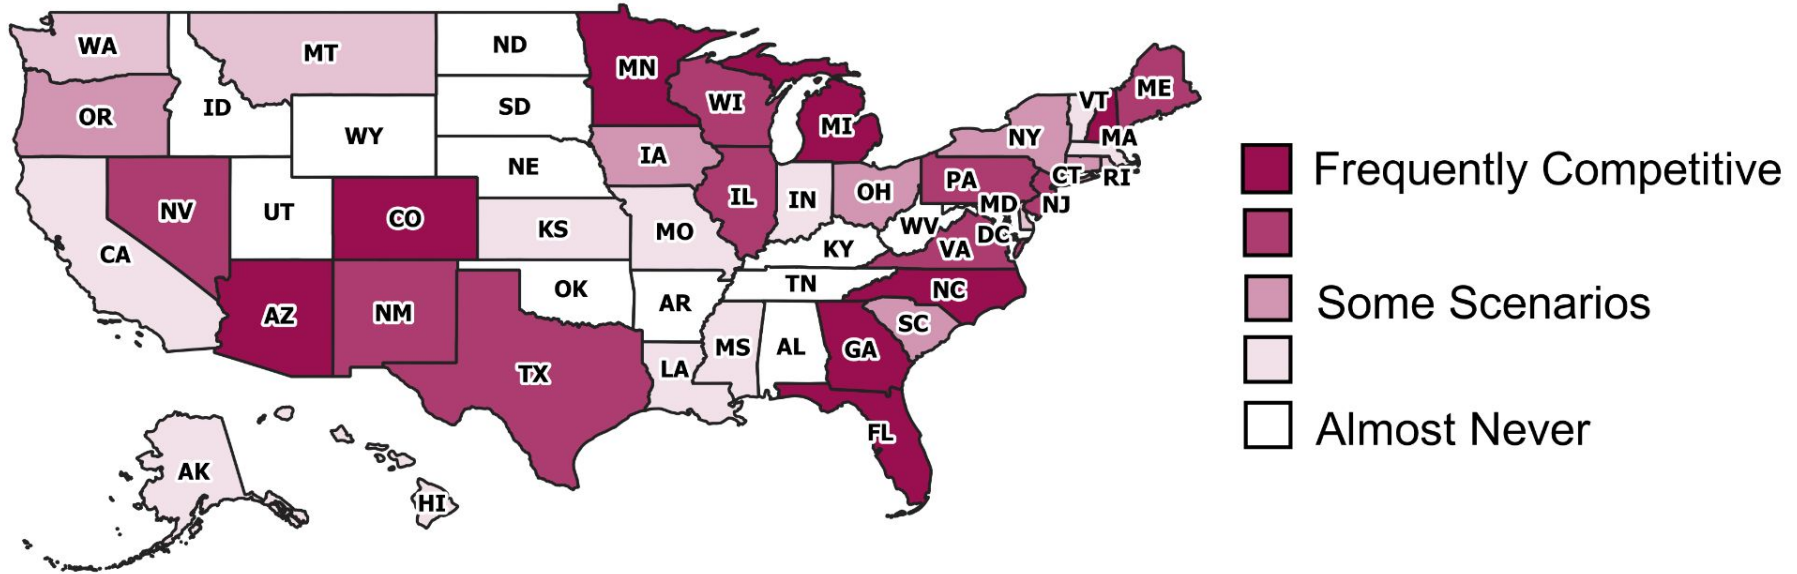 WA
MT
ND
MN
OR
ID
WY
SD
WI
MI
VT
ME
NY
MA
NE
IA
CT
RI
NV
UT
CO
KS
MO
IL
IN
OH
PA
NJ
MD
WV
DC
VA
KY
CA
AZ
NM
OK
AR
TN
NC
SC
TX
LA
MS
AL
GA
FL
AK
HI
Frequently Competitive
Some Scenarios
Almost Never